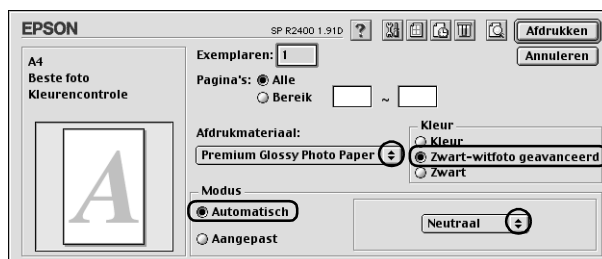 EPSON
SP R2400 1.91D
?
Afdrukken
Annuleren
A4
Beste foto
Kleurencontrole
A
Exemplaren: 1
Pagina's: Alle
Bereik ~
Afdrukmateriaal:
Premium Glossy Photo Paper
Kleur
Kleur
Zwart-witfoto geavanceerd
Zwart
Modus
Automatisch
Aangepast
Neutraal